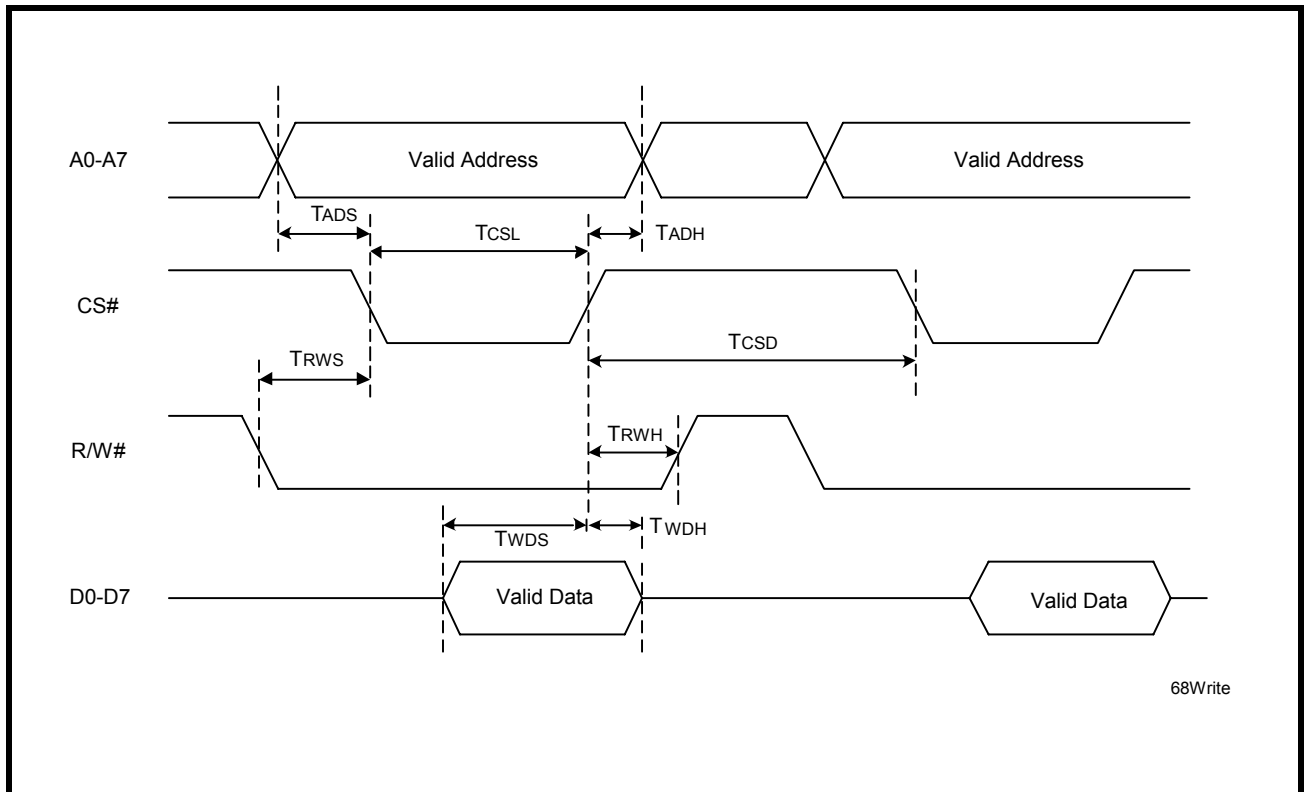 A0-A7
Valid Address
Valid Address
TADS
TCSL
TADH
CS#
TRWS
TCSD
R/W#
TRWH
TWDS
TWDH
D0-D7
Valid Data
Valid Data
68Write